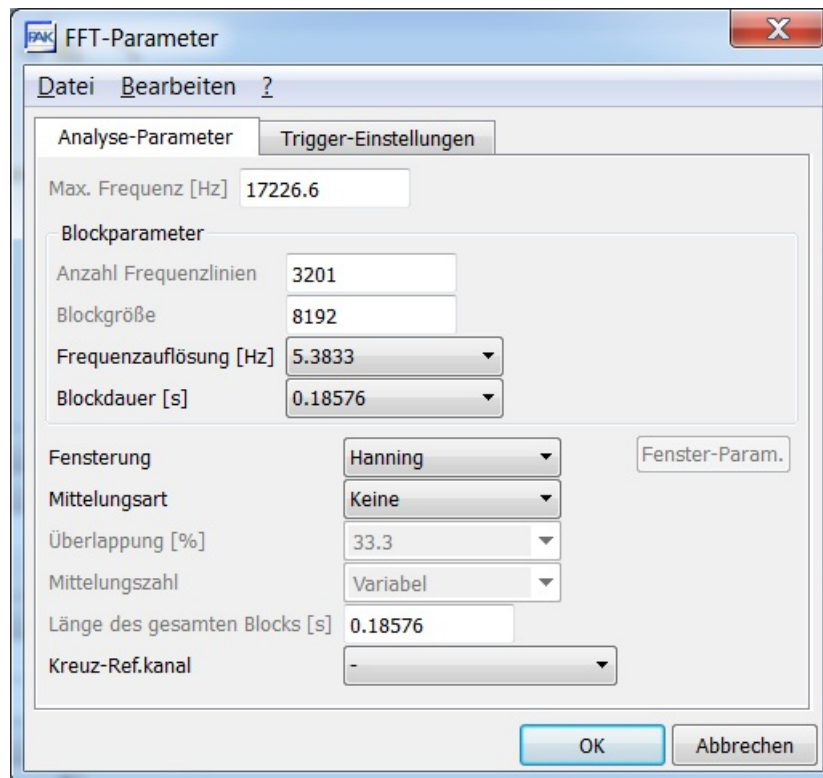 PAK FFT-Parameter X
Datei Bearbeiten ?
Analyse-Parameter Trigger-Einstellungen
Max. Frequenz [Hz] 17226.6
Blockparameter
Anzahl Frequenzlinien 3201
Blockgröße 8192
Frequenzauflösung [Hz] 5.3833
Blockdauer [s] 0.18576
Fensterung Hanning Fenster-Param.
Mittelungsart Keine
Überlappung [%] 33.3
Mittelungszahl Variabel
Länge des gesamten Blocks [s] 0.18576
Kreuz-Ref.kanal -
OK Abbrechen